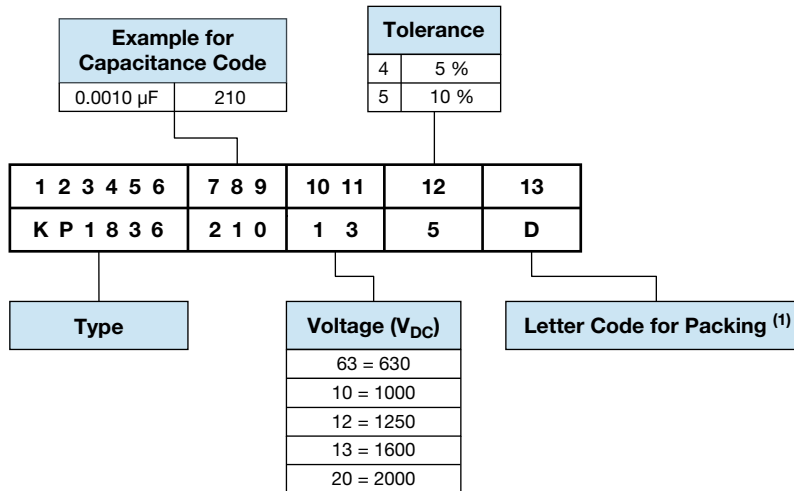 Example for
Capacitance Code
0.0010 µF 210
Tolerance
4 5 %
5 10 %
1 2 3 4 5 6 7 8 9 10 11 12 13
K P 1 8 3 6 2 1 0 1 3 5 D
Type
Voltage (VDC)
63 = 630
10 = 1000
12 = 1250
13 = 1600
20 = 2000
Letter Code for Packing (1)